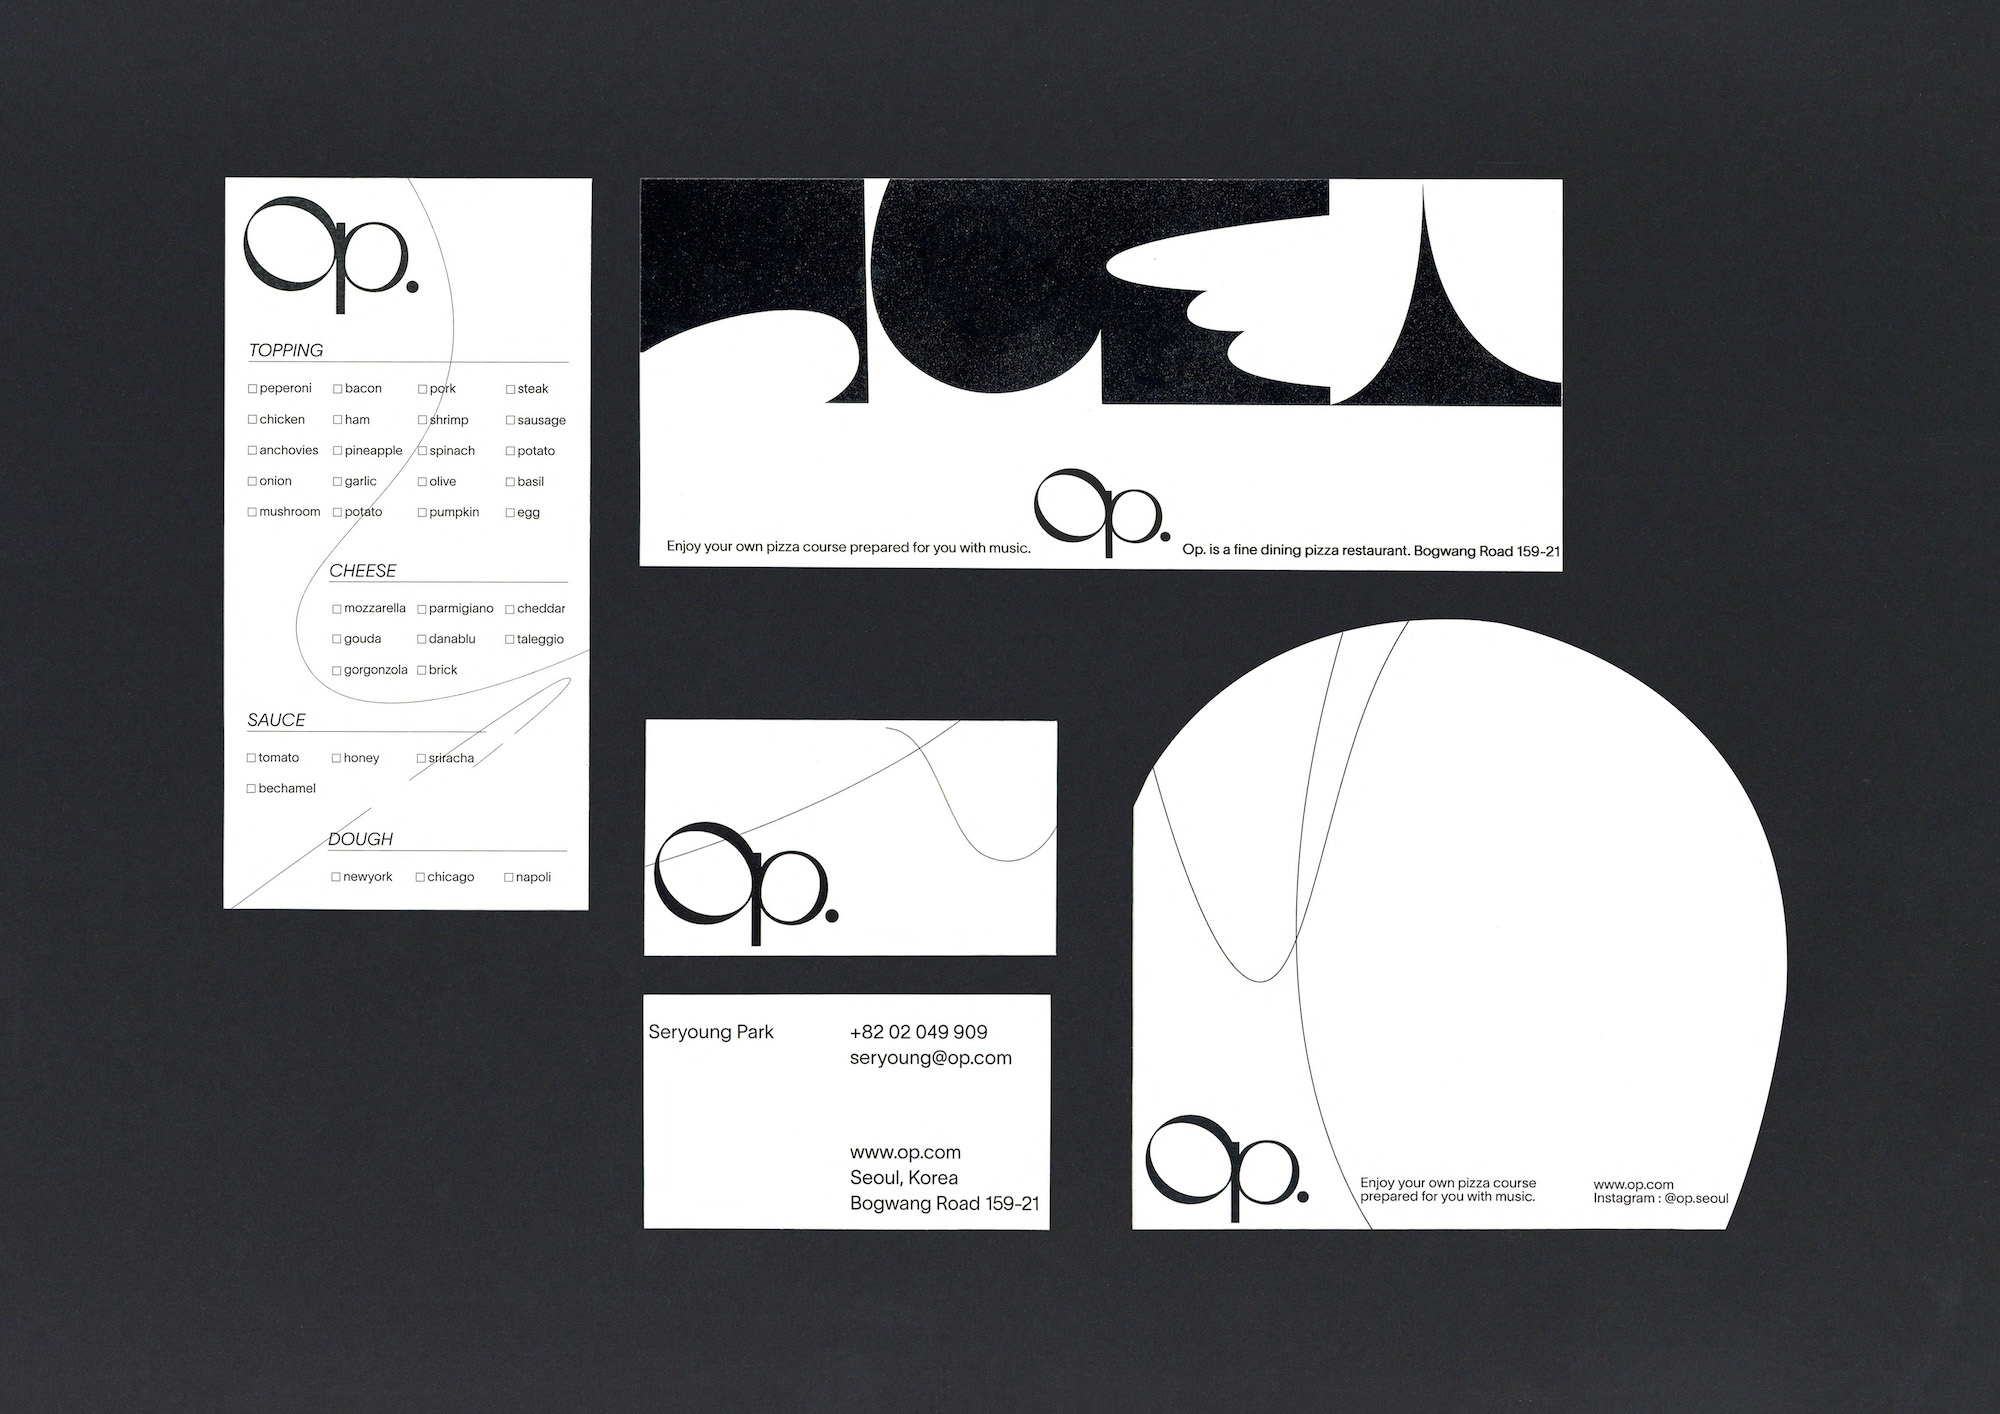 Op.
TOPPING
peperoni bacon pork steak
chicken ham shrimp sausage
anchovies pineapple spinach potato
onion garlic olive basil
mushroom potato pumpkin egg
CHEESE
mozzarella parmigiano cheddar
gouda danablu taleggio
gorgonzola brick
SAUCE
tomato honey sriracha
bechamel
DOUGH
newyork chicago napoli
Op.
Enjoy your own pizza course prepared for you with music.
Op. is a fine dining pizza restaurant. Bogwang Road 159-21
Op.
Seryoung Park
+82 02 049 909
seryoung@op.com
www.op.com
Seoul, Korea
Bogwang Road 159-21
Op.
Enjoy your own pizza course
prepared for you with music.
www.op.com
Instagram : @op.seoul